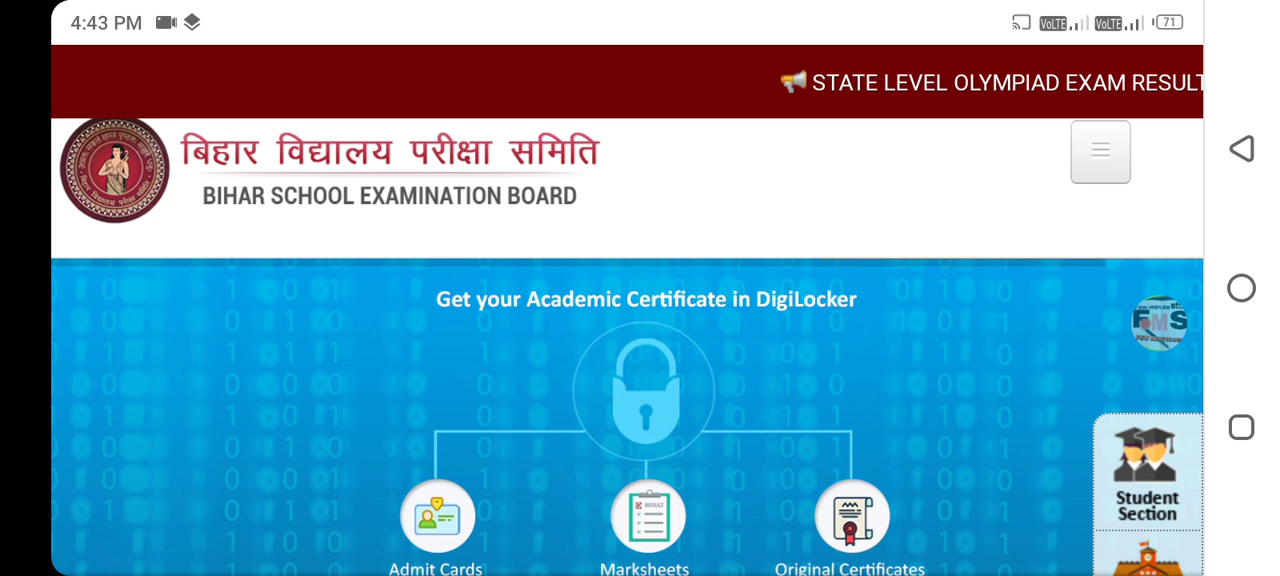 4:43 PM
VoLTE VoLTE 71
STATE LEVEL OLYMPIAD EXAM RESULT
बिहार विद्यालय परीक्षा समिति
BIHAR SCHOOL EXAMINATION BOARD
Get your Academic Certificate in DigiLocker
FMS
RESULT
Student
Section
Admit Cards
Marksheets
Original Certificates